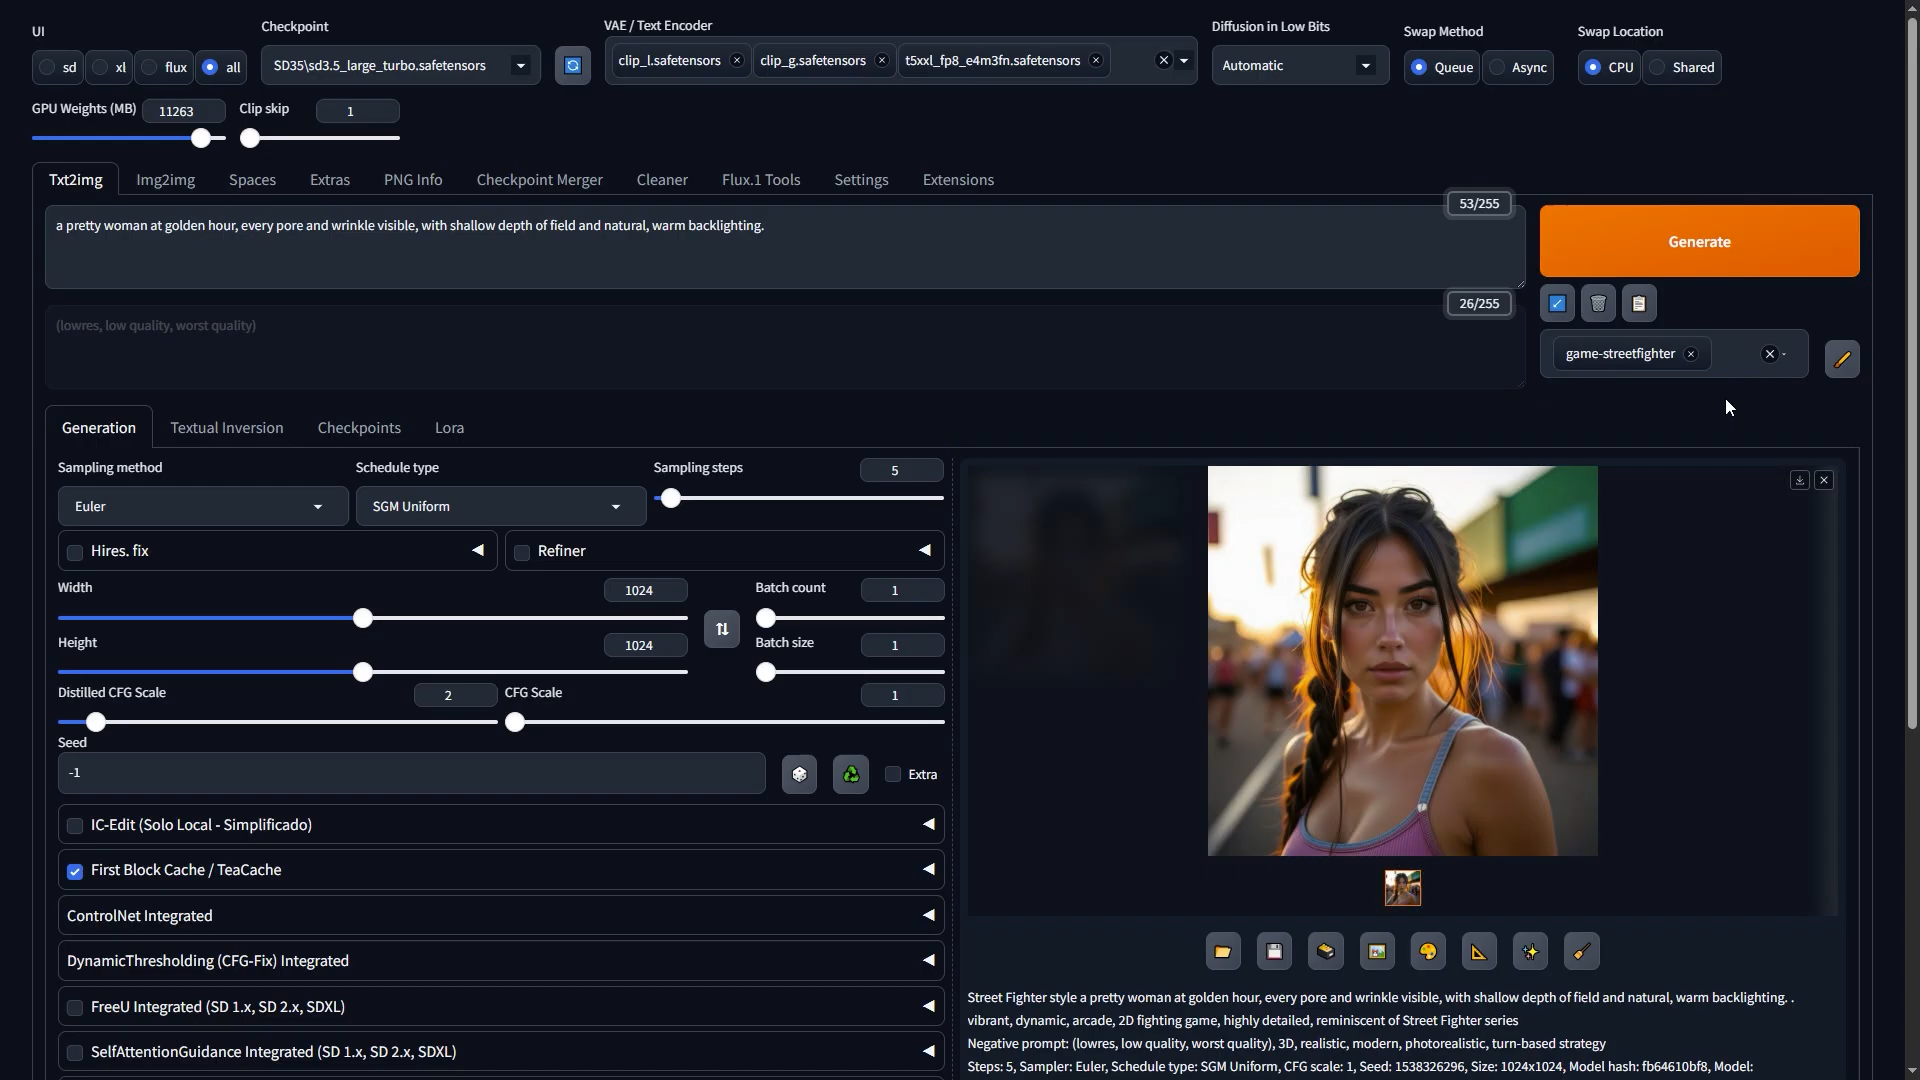 UI
Checkpoint
VAE / Text Encoder
Diffusion in Low Bits
Swap Method
Swap Location
sd
xl
flux
all
SD35\sd3.5_large_turbo.safetensors
clip_l.safetensors
clip_g.safetensors
t5xxl_fp8_e4m3fn.safetensors
Automatic
Queue
Async
CPU
Shared
GPU Weights (MB)
11263
Clip skip
1
Txt2img
Img2img
Spaces
Extras
PNG Info
Checkpoint Merger
Cleaner
Flux.1 Tools
Settings
Extensions
53/255
a pretty woman at golden hour, every pore and wrinkle visible, with shallow depth of field and natural, warm backlighting.
Generate
26/255
(lowres, low quality, worst quality)
game-streetfighter
Generation
Textual Inversion
Checkpoints
Lora
Sampling method
Schedule type
Sampling steps
5
Euler
SGM Uniform
Hires. fix
Refiner
Width
1024
Batch count
1
Height
1024
Batch size
1
Distilled CFG Scale
2
CFG Scale
1
Seed
-1
Extra
IC-Edit (Solo Local - Simplificado)
First Block Cache / TeaCache
ControlNet Integrated
DynamicThresholding (CFG-Fix) Integrated
FreeU Integrated (SD 1.x, SD 2.x, SDXL)
SelfAttentionGuidance Integrated (SD 1.x, SD 2.x, SDXL)
Street Fighter style a pretty woman at golden hour, every pore and wrinkle visible, with shallow depth of field and natural, warm backlighting. .
vibrant, dynamic, arcade, 2D fighting game, highly detailed, reminiscent of Street Fighter series
Negative prompt: (lowres, low quality, worst quality), 3D, realistic, modern, photorealistic, turn-based strategy
Steps: 5, Sampler: Euler, Schedule type: SGM Uniform, CFG scale: 1, Seed: 1538326296, Size: 1024x1024, Model hash: fb64610bf8, Model: